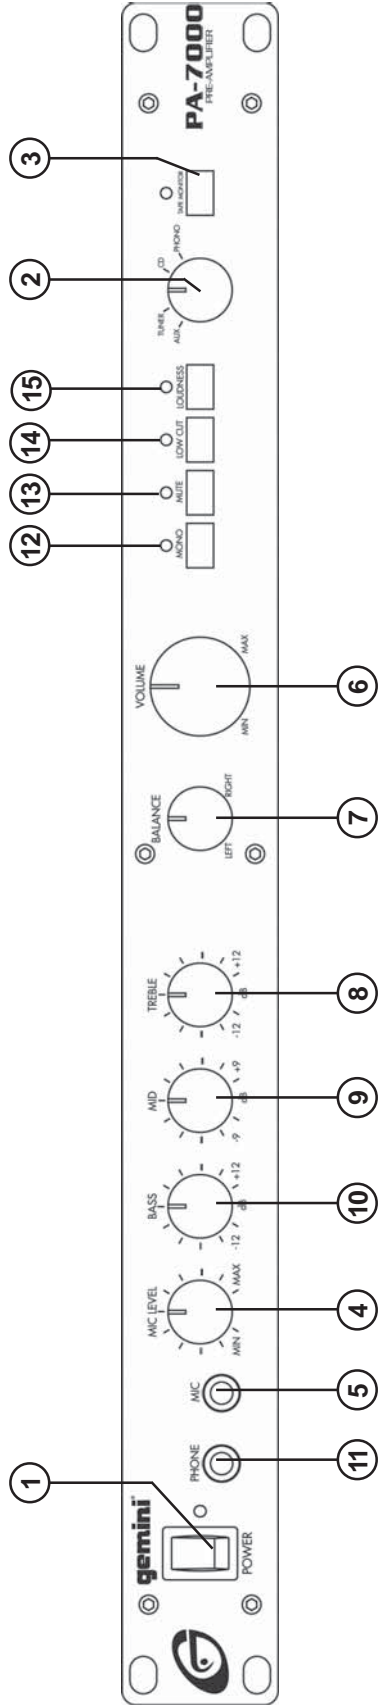 1
12
13
14
15
2
3
gemini
POWER
PHONE
MIC
MIC LEVEL
MIN
MAX
BASS
-12
dB
+12
MID
-9
dB
+9
TREBLE
-12
dB
+12
BALANCE
LEFT
RIGHT
VOLUME
MIN
MAX
MONO
MUTE
LOW CUT
LOUDNESS
AUX
TUNER
CD
PHONO
TAPE MONITOR
PA-7000
PRE-AMPLIFIER
11
5
4
10
9
8
7
6